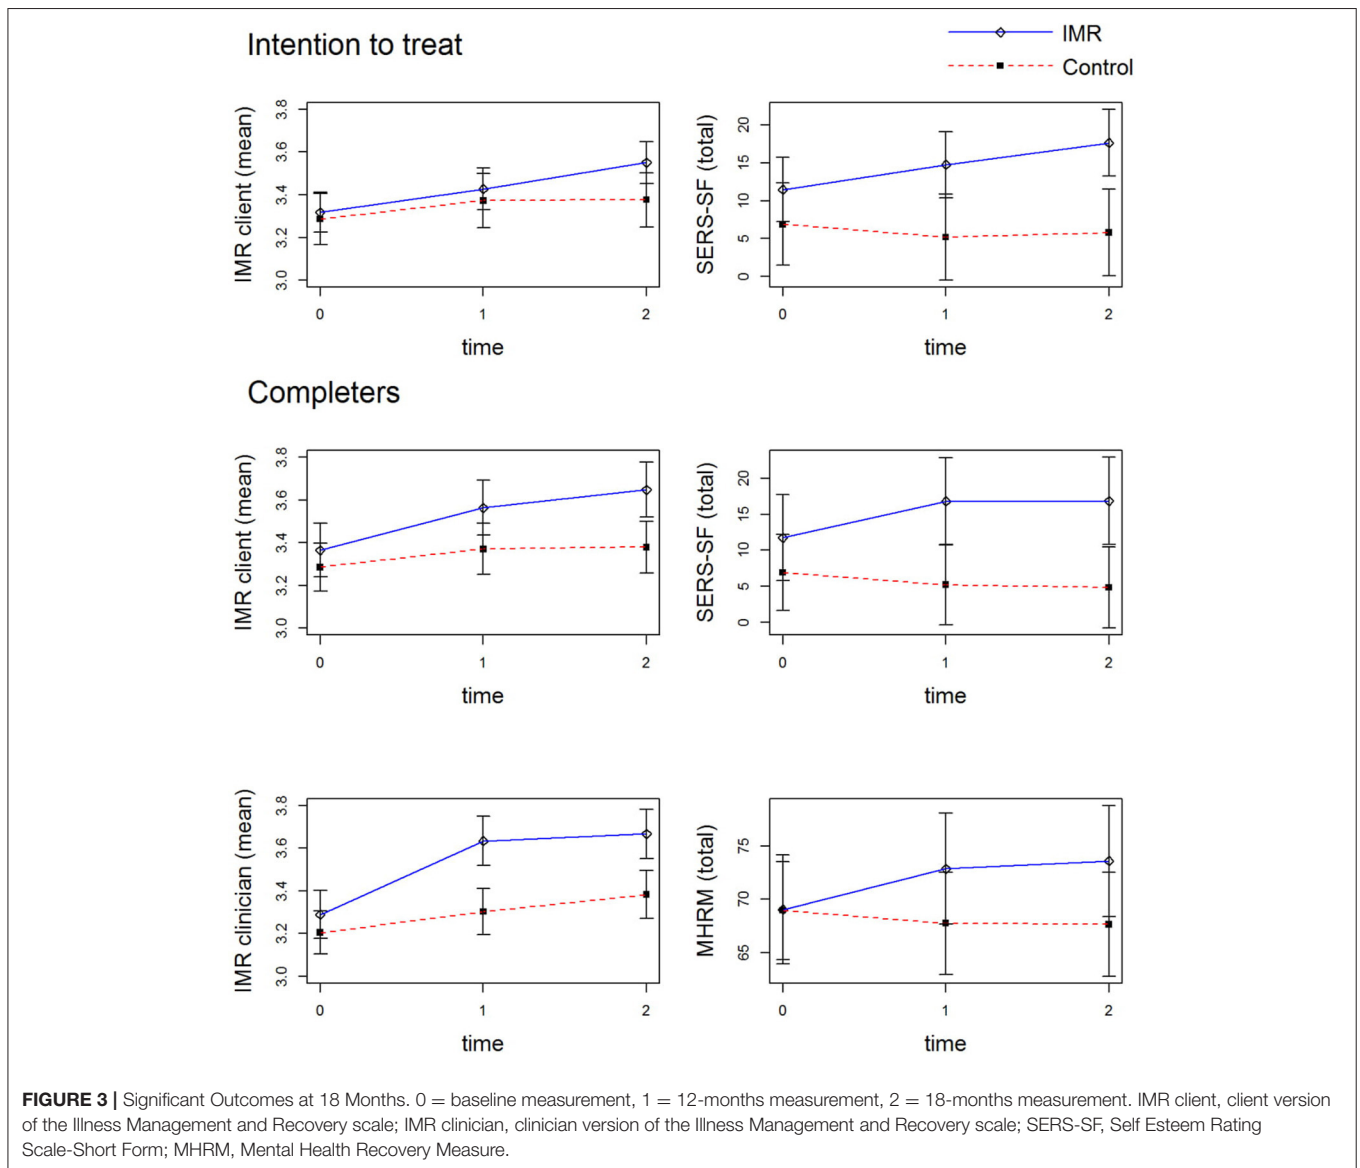 Intention to treat
IMR
Control
IMR client (mean)
3.8
3.6
3.4
3.2
3.0
0 1 2
time
SERS-SF (total)
20
15
10
5
0
0 1 2
time
Completers
IMR client (mean)
3.8
3.6
3.4
3.2
3.0
0 1 2
time
SERS-SF (total)
20
15
10
5
0
0 1 2
time
IMR clinician (mean)
3.8
3.6
3.4
3.2
3.0
0 1 2
time
MHRM (total)
75
70
65
0 1 2
time
FIGURE 3 | Significant Outcomes at 18 Months. 0 = baseline measurement, 1 = 12-months measurement, 2 = 18-months measurement. IMR client, client version
of the Illness Management and Recovery scale; IMR clinician, clinician version of the Illness Management and Recovery scale; SERS-SF, Self Esteem Rating
Scale-Short Form; MHRM, Mental Health Recovery Measure.